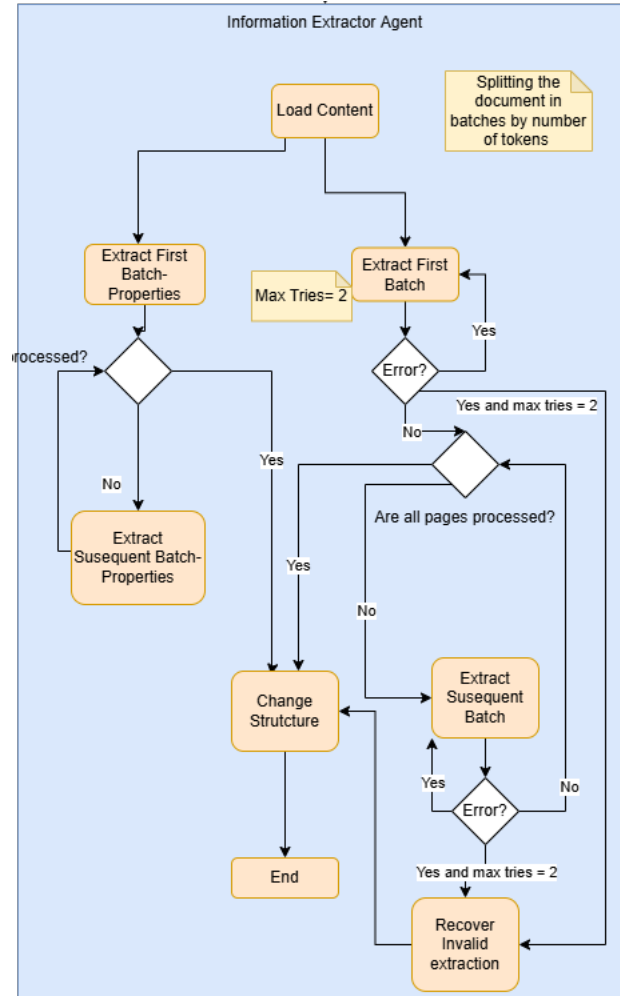 Information Extractor Agent
Load Content
Splitting the
document in
batches by number
of tokens
Extract First
Batch-
Properties
Extract First
Batch
Max Tries= 2
Yes
rocessed?
Error?
Yes and max tries = 2
No
Yes
No
Are all pages processed?
Extract
Susequent Batch-
Properties
Yes
No
Extract
Susequent
Batch
Change
Strutcture
Yes
No
Error?
End
Yes and max tries = 2
Recover
Invalid
extraction